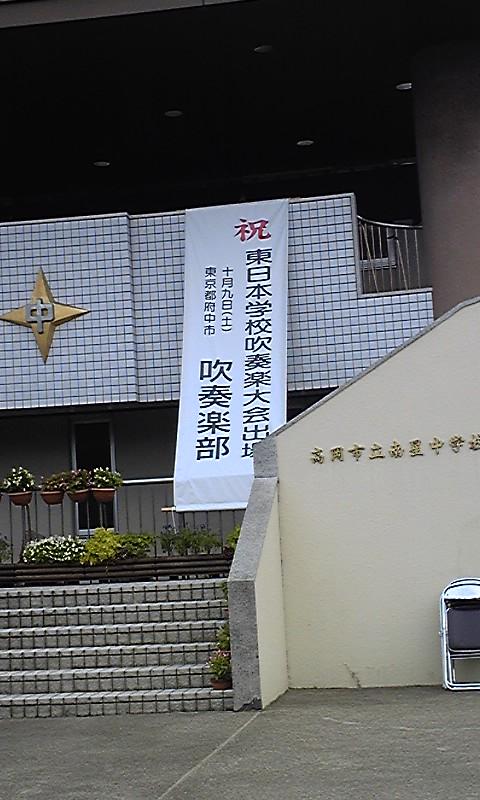 祝
東日本学校吹奏楽大会出場
十月九日(土)
東京都府中市
吹奏楽部
中
高岡市立南星中学校